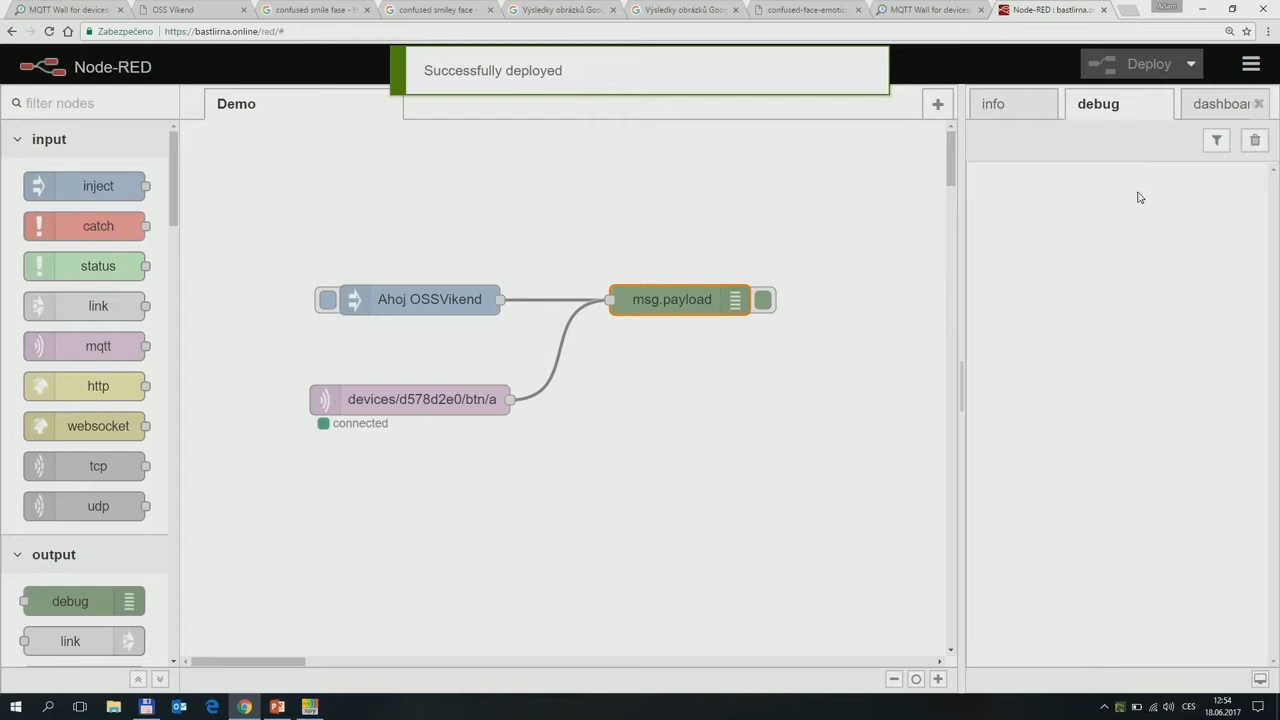 MQTT Wall for devices
OSS Víkend
confused smile fase -
confused smiley face -
Výsledky obrázků Goo
Výsledky obrázků Goo
confused-face-emotico
MQTT Wall for devices
Node-RED : bastlirna.o
Adam
Zabezpečeno
https://bastlirna.online/red/#
Node-RED
Successfully deployed
Deploy
filter nodes
Demo
info
debug
dashboar
input
inject
catch
status
link
mqtt
http
websocket
tcp
udp
output
debug
link
Ahoj OSSVikend
msg.payload
devices/d578d2e0/btn/a
connected
CES
12:54
18.06.2017